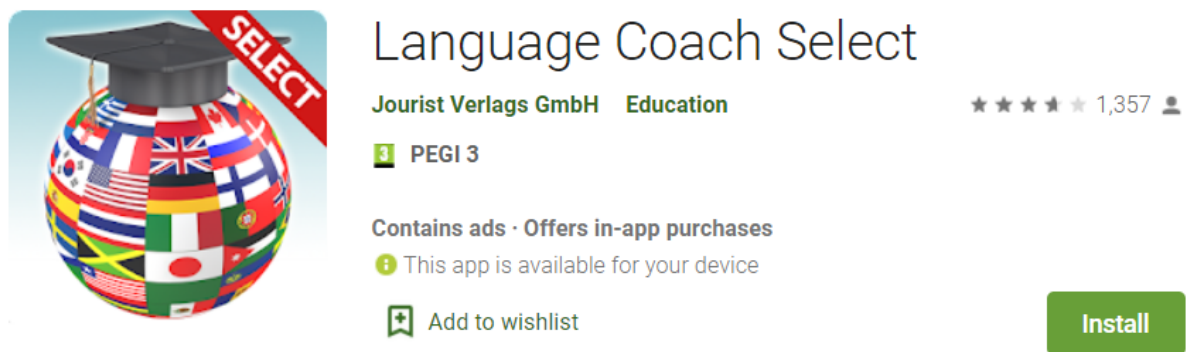 SELECT
Language Coach Select
Jourist Verlags GmbH Education 1,357
3 PEGI 3
Contains ads · Offers in-app purchases
This app is available for your device
Add to wishlist
Install